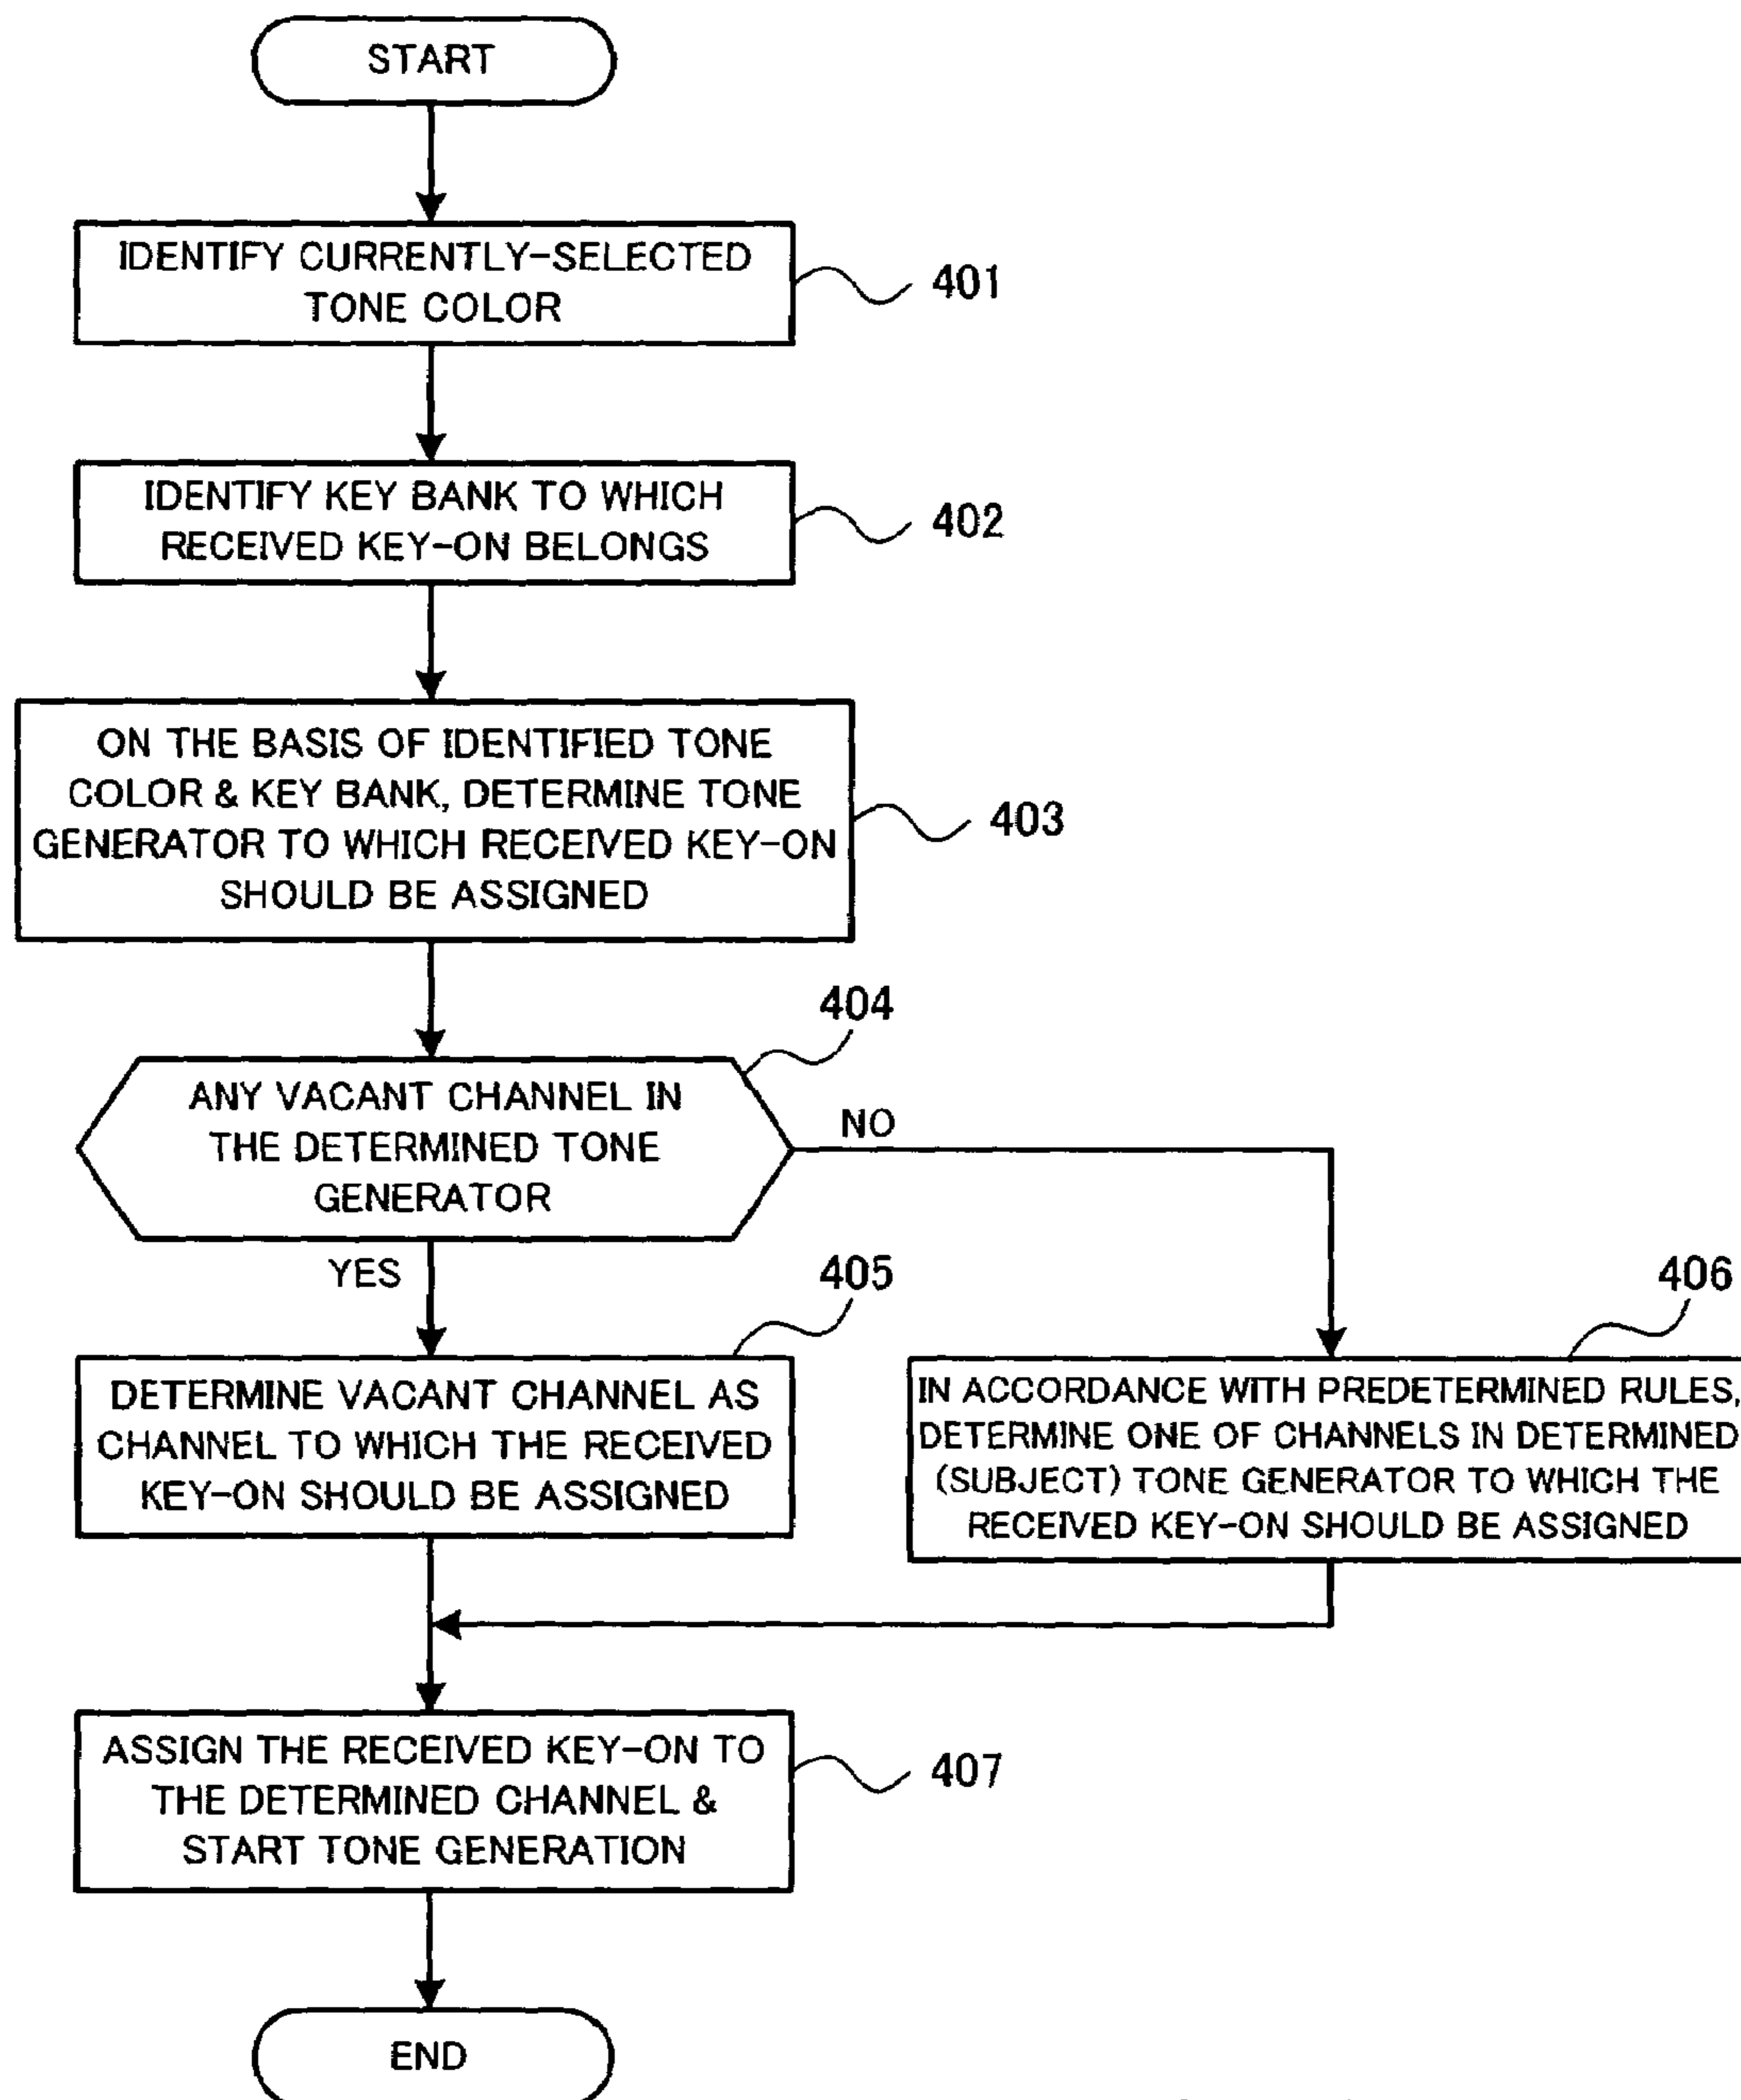 START
IDENTIFY CURRENTLY-SELECTED
TONE COLOR
401
IDENTIFY KEY BANK TO WHICH
RECEIVED KEY-ON BELONGS
402
ON THE BASIS OF IDENTIFIED TONE
COLOR & KEY BANK, DETERMINE TONE
GENERATOR TO WHICH RECEIVED KEY-ON
SHOULD BE ASSIGNED
403
404
ANY VACANT CHANNEL IN
THE DETERMINED TONE
GENERATOR
NO
YES
405
406
DETERMINE VACANT CHANNEL AS
CHANNEL TO WHICH THE RECEIVED
KEY-ON SHOULD BE ASSIGNED
IN ACCORDANCE WITH PREDETERMINED RULES,
DETERMINE ONE OF CHANNELS IN DETERMINED
(SUBJECT) TONE GENERATOR TO WHICH THE
RECEIVED KEY-ON SHOULD BE ASSIGNED
ASSIGN THE RECEIVED KEY-ON TO
THE DETERMINED CHANNEL &
START TONE GENERATION
407
END